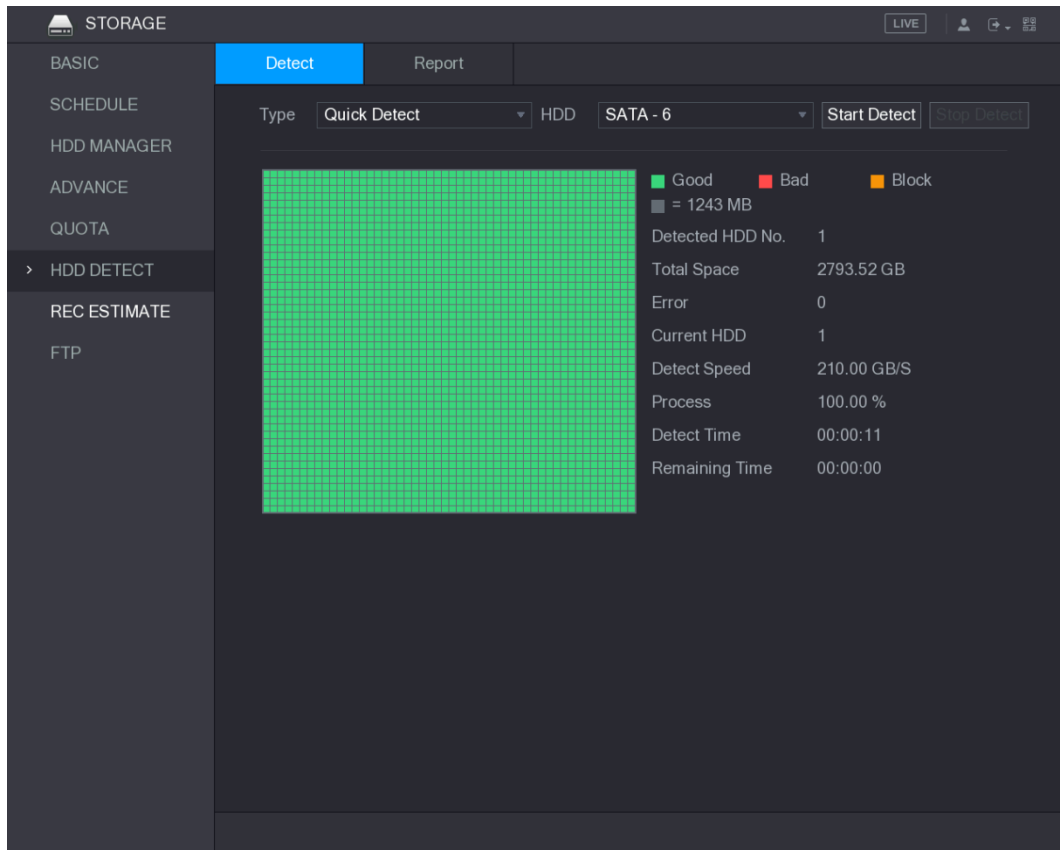 STORAGE
LIVE
BASIC
SCHEDULE
HDD MANAGER
ADVANCE
QUOTA
HDD DETECT
REC ESTIMATE
FTP
Detect Report
Type Quick Detect HDD SATA - 6 Start Detect Stop Detect
Good Bad Block
= 1243 MB
Detected HDD No. 1
Total Space 2793.52 GB
Error 0
Current HDD 1
Detect Speed 210.00 GB/S
Process 100.00 %
Detect Time 00:00:11
Remaining Time 00:00:00